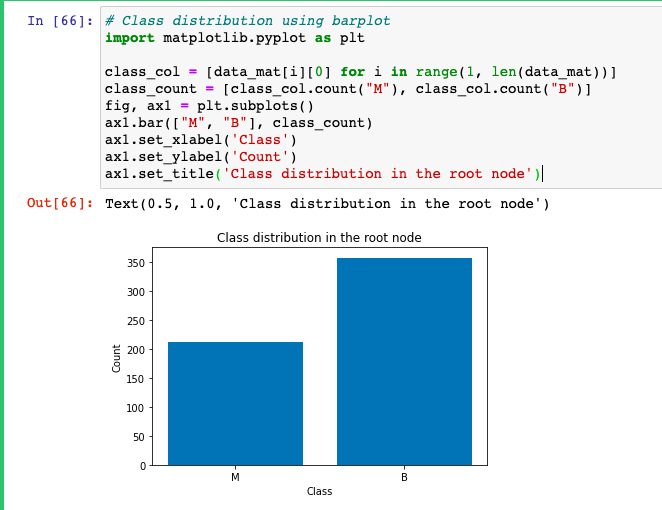 In [66]: # Class distribution using barplot
import matplotlib.pyplot as plt
class_col = [data_mat[i][0] for i in range(1, len(data_mat))]
class_count = [class_col.count("M"), class_col.count("B")]
fig, ax1 = plt.subplots()
ax1.bar(["M", "B"], class_count)
ax1.set_xlabel('Class')
ax1.set_ylabel('Count')
ax1.set_title('Class distribution in the root node')
Out[66]: Text(0.5, 1.0, 'Class distribution in the root node')
Class distribution in the root node
350
300
250
200
150
100
50
0
Count
M B
Class